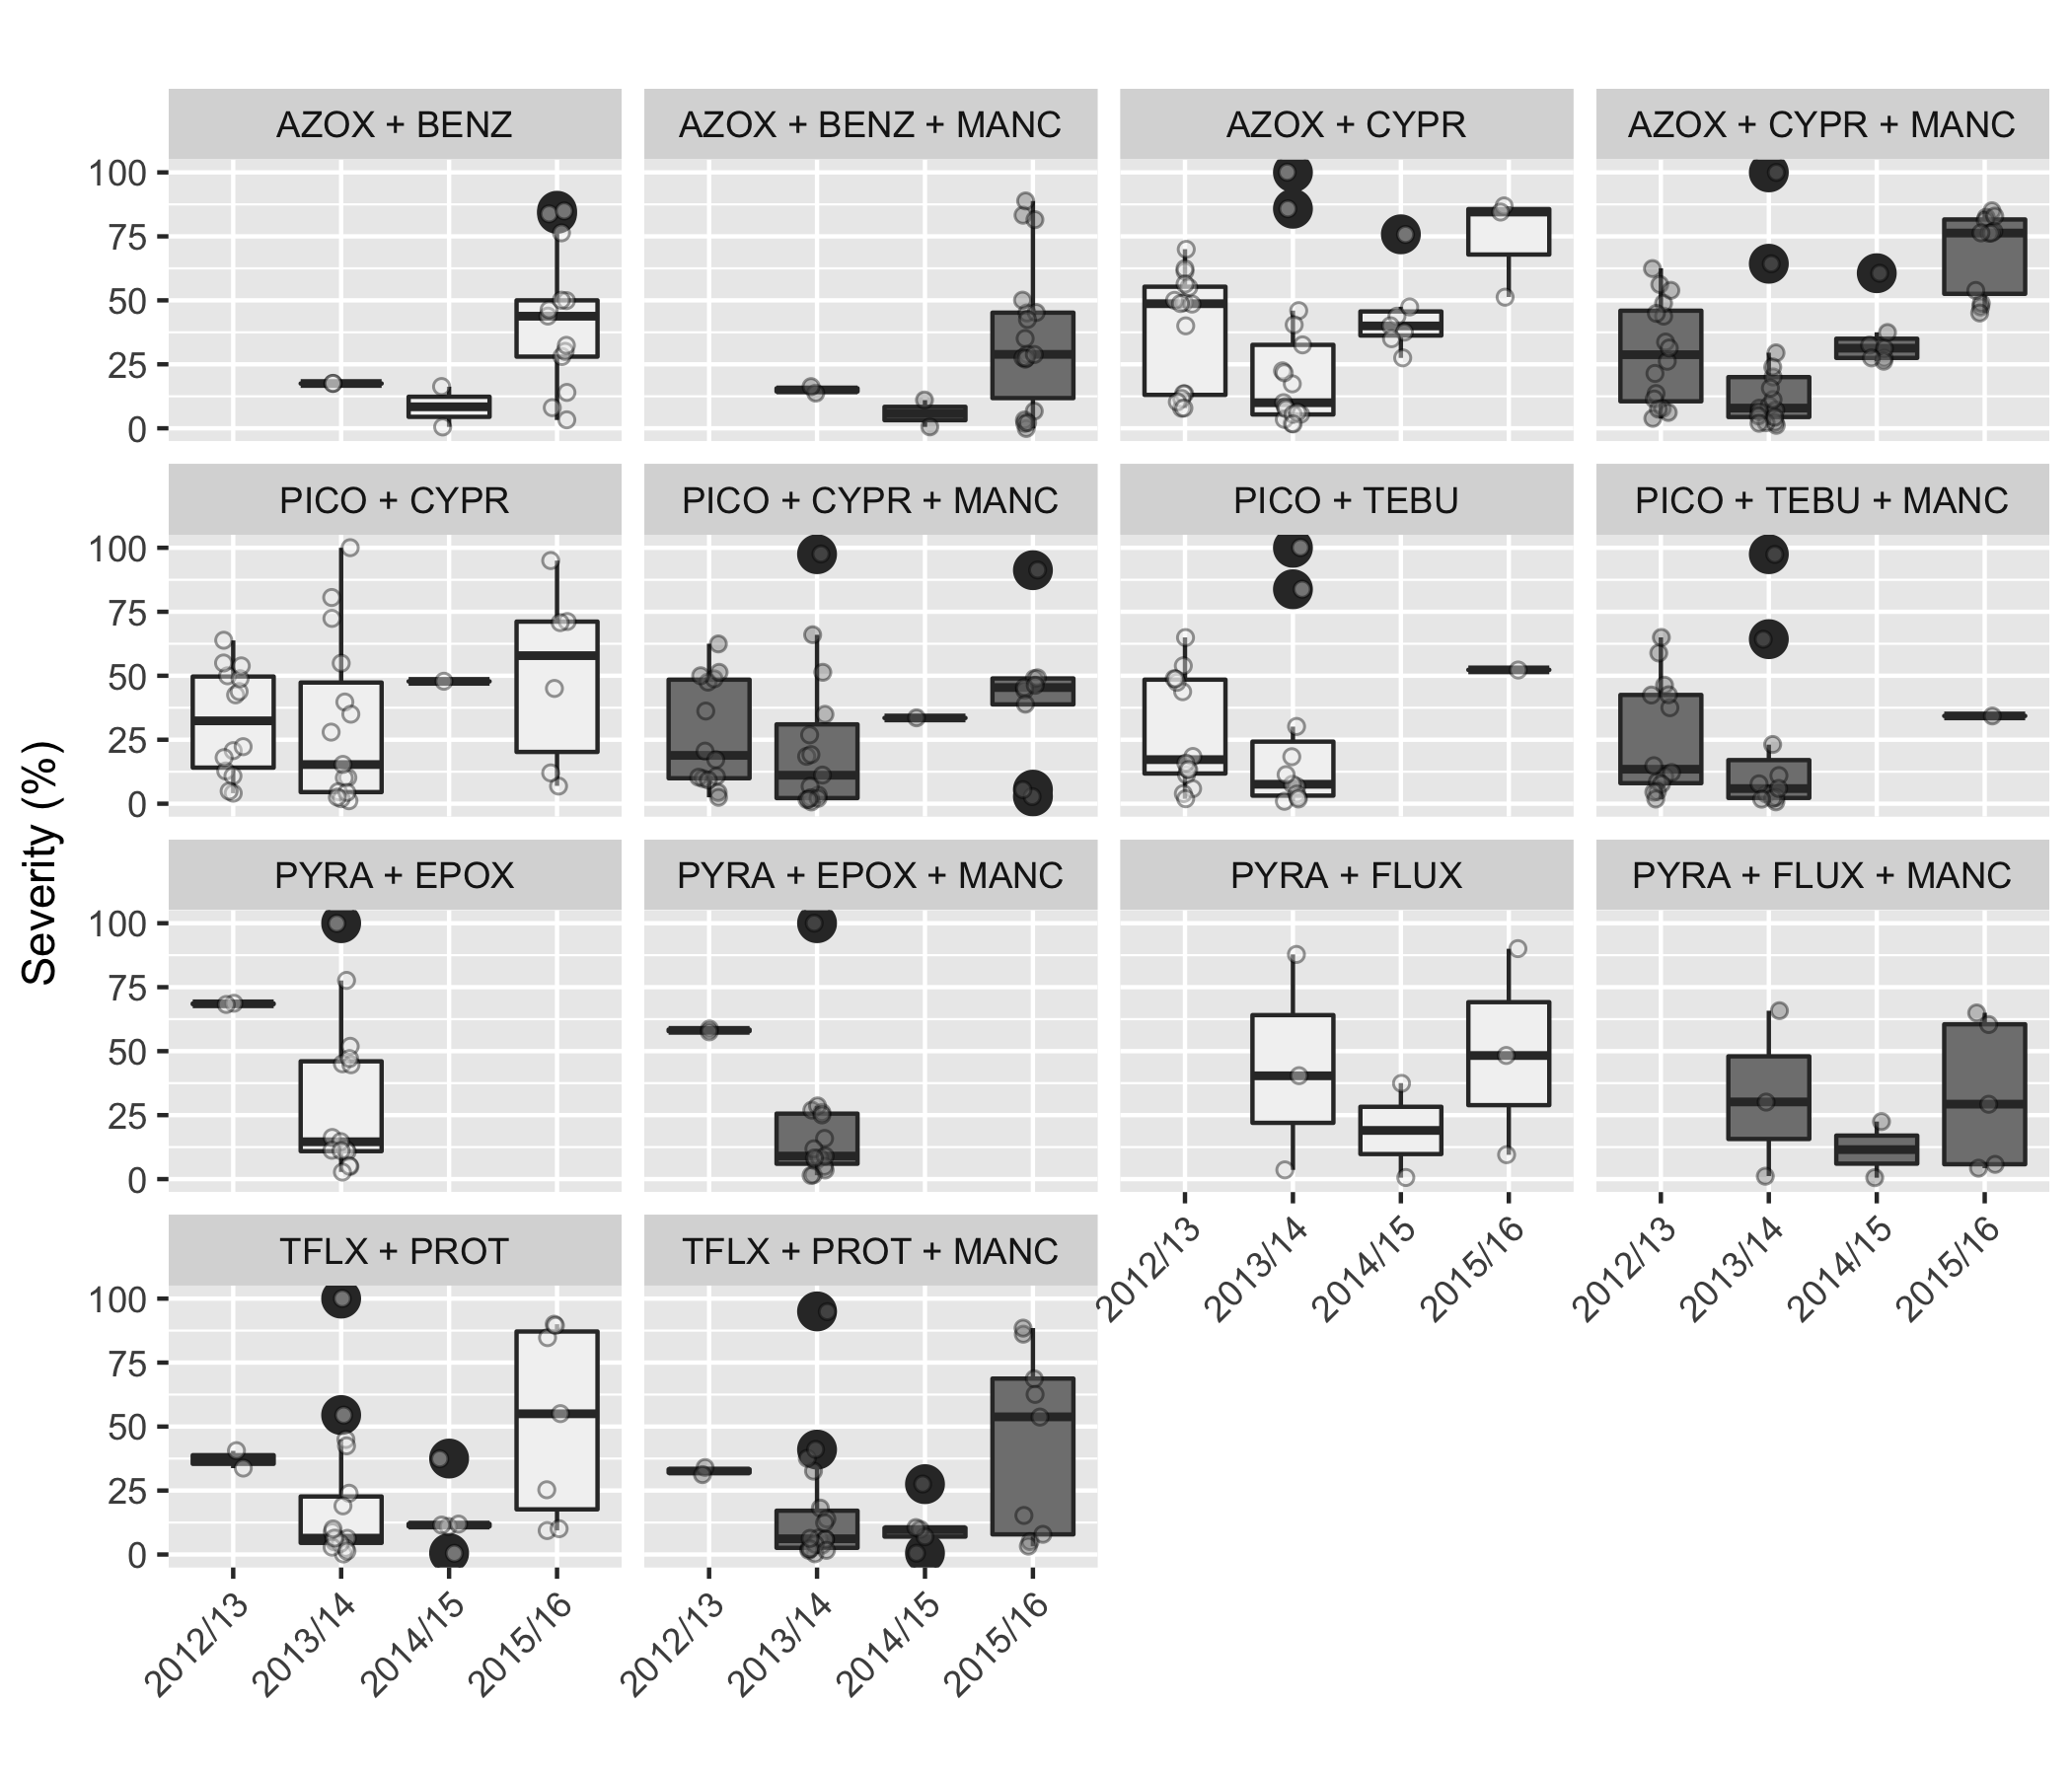 AZOX + BENZ
AZOX + BENZ + MANC
AZOX + CYPR
AZOX + CYPR + MANC
100
75
50
25
0
PICO + CYPR
PICO + CYPR + MANC
PICO + TEBU
PICO + TEBU + MANC
100
75
50
25
0
Severity (%)
PYRA + EPOX
PYRA + EPOX + MANC
PYRA + FLUX
PYRA + FLUX + MANC
100
75
50
25
0
2012/13
2013/14
2014/15
2015/16
2012/13
2013/14
2014/15
2015/16
TFLX + PROT
TFLX + PROT + MANC
100
75
50
25
0
2012/13
2013/14
2014/15
2015/16
2012/13
2013/14
2014/15
2015/16